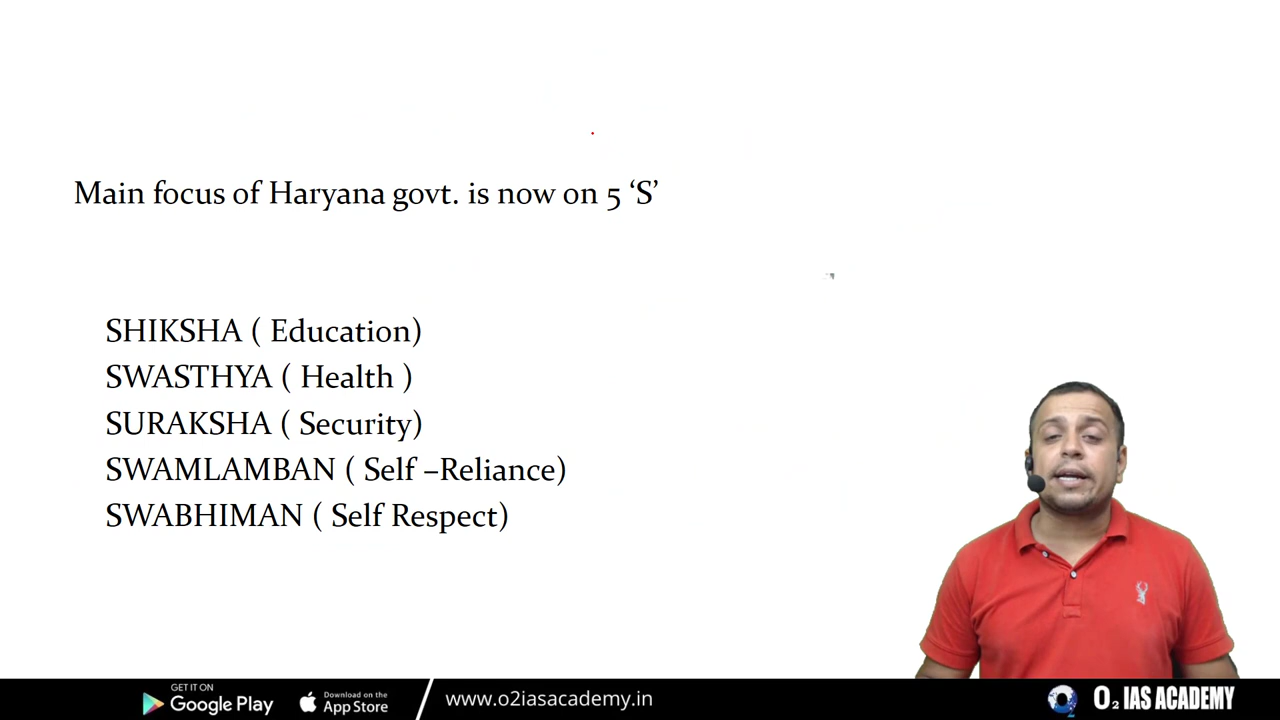 Main focus of Haryana govt. is now on 5 ‘S’
SHIKSHA ( Education)
SWASTHYA ( Health )
SURAKSHA ( Security)
SWAMLAMBAN ( Self –Reliance)
SWABHIMAN ( Self Respect)
GET IT ON
Google Play
Download on the
App Store
www.o2iasacademy.in
O2 IAS ACADEMY